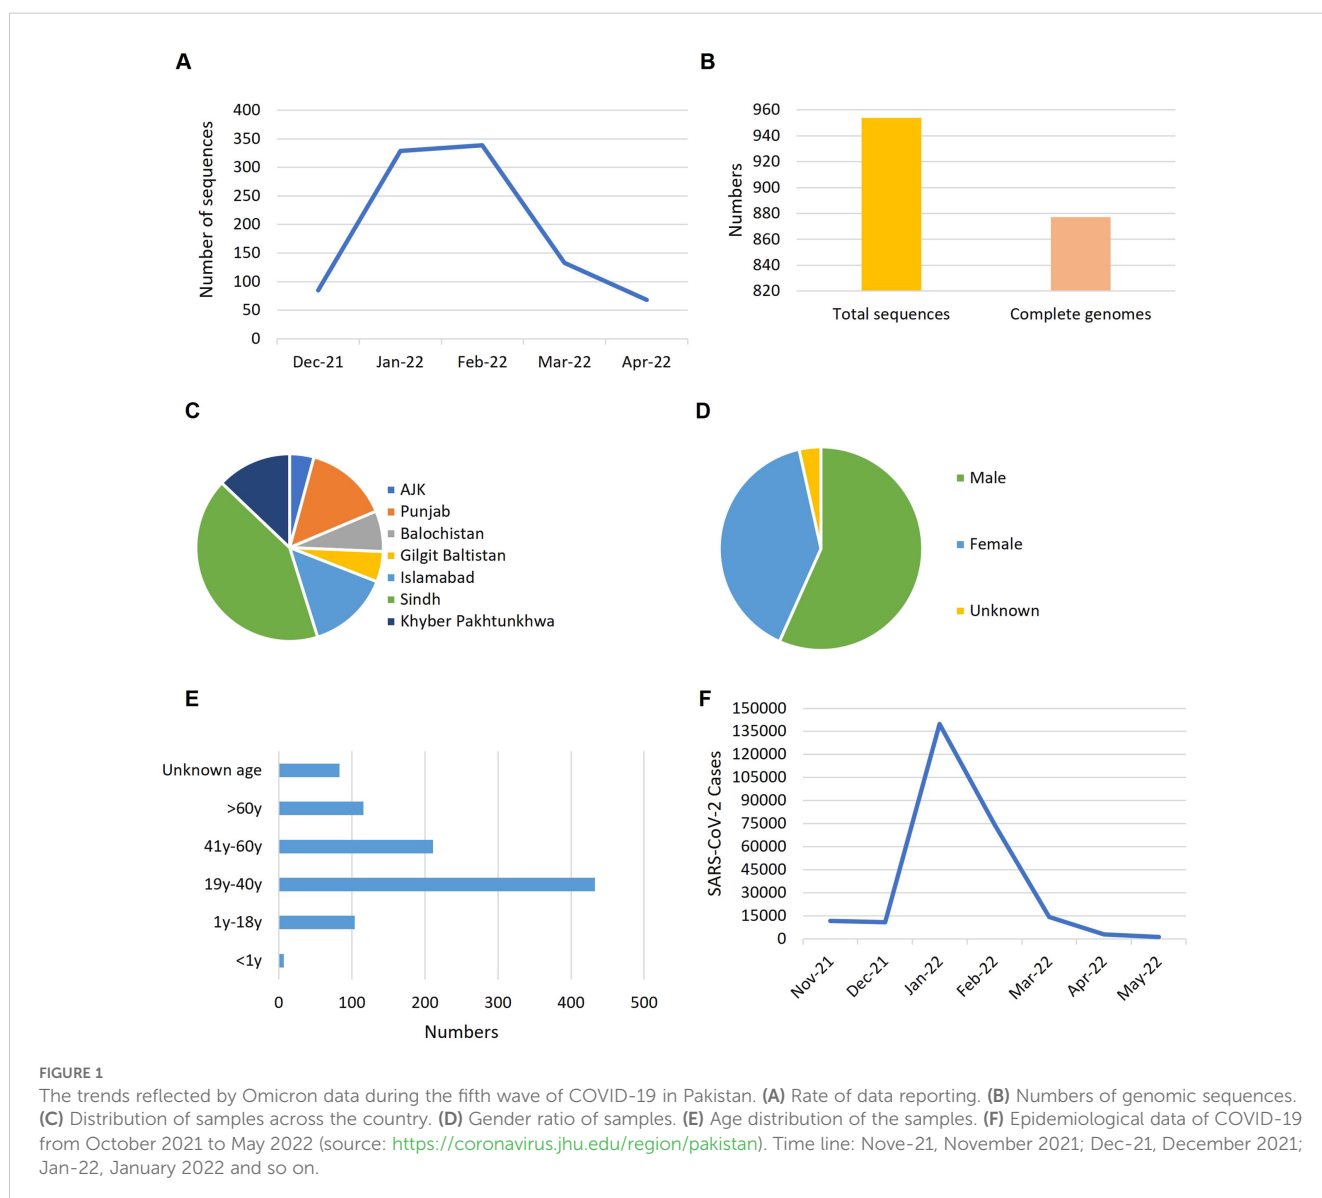 A
Number of sequences
400
350
300
250
200
150
100
50
0
Dec-21 Jan-22 Feb-22 Mar-22 Apr-22
B
Numbers
960
940
920
900
880
860
840
820
Total sequences Complete genomes
C
AJK
Punjab
Balochistan
Gilgit Baltistan
Islamabad
Sindh
Khyber Pakhtunkhwa
D
Male
Female
Unknown
E
Unknown age
>60y
41y-60y
19y-40y
1y-18y
<1y
0 100 200 300 400 500
Numbers
F
SARS-CoV-2 Cases
150000
135000
120000
105000
90000
75000
60000
45000
30000
15000
0
Nov-21 Dec-21 Jan-22 Feb-22 Mar-22 Apr-22 May-22
FIGURE 1
The trends reflected by Omicron data during the fifth wave of COVID-19 in Pakistan. (A) Rate of data reporting. (B) Numbers of genomic sequences.
(C) Distribution of samples across the country. (D) Gender ratio of samples. (E) Age distribution of the samples. (F) Epidemiological data of COVID-19
from October 2021 to May 2022 (source: https://coronavirus.jhu.edu/region/pakistan). Time line: Nove-21, November 2021; Dec-21, December 2021;
Jan-22, January 2022 and so on.